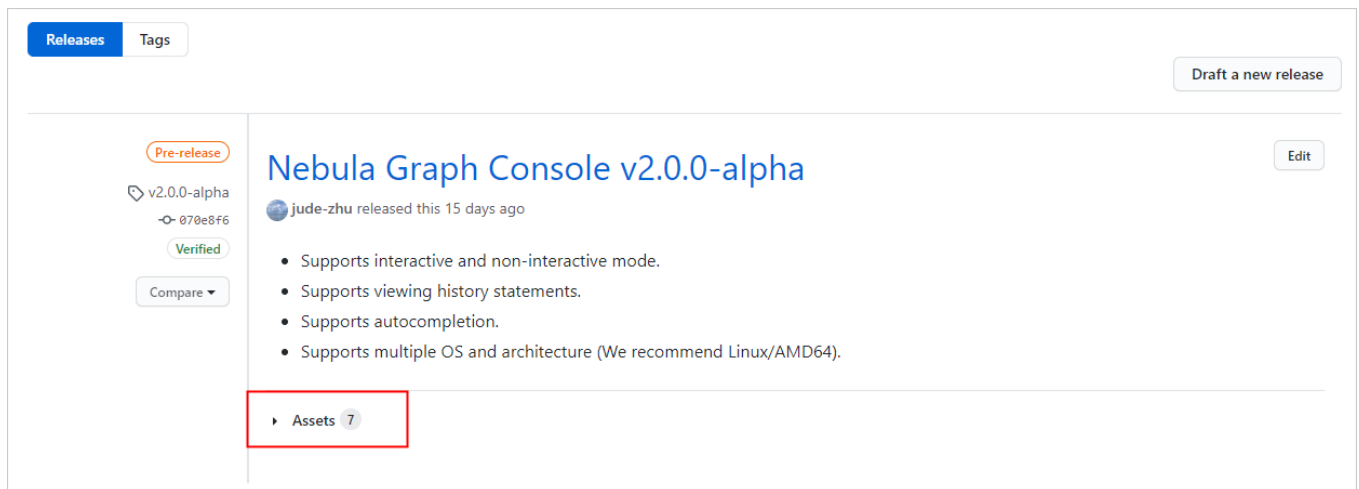 Releases Tags
Draft a new release
Pre-release
Nebula Graph Console v2.0.0-alpha
Edit
v2.0.0-alpha
jude-zhu released this 15 days ago
070e8f6
Verified
Compare
Supports interactive and non-interactive mode.
Supports viewing history statements.
Supports autocompletion.
Supports multiple OS and architecture (We recommend Linux/AMD64).
Assets 7